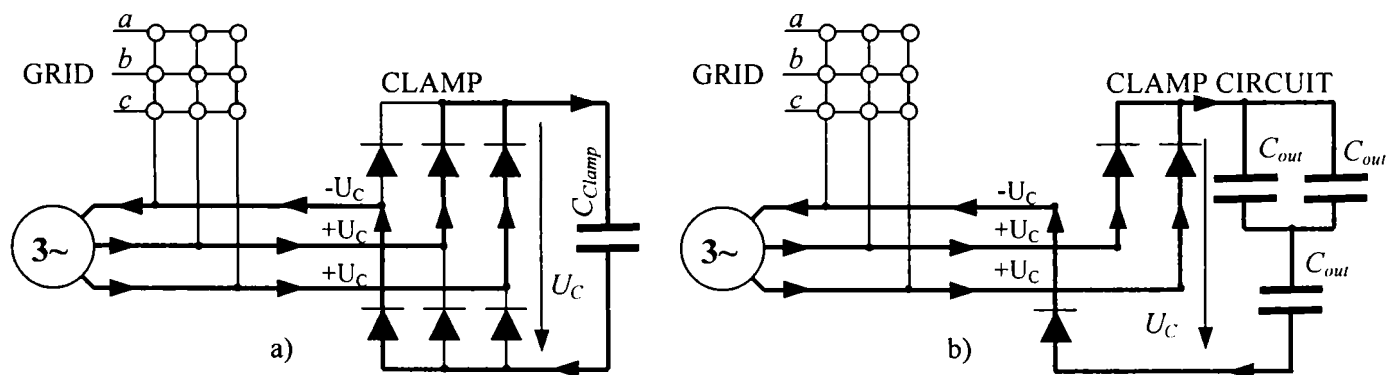 a
GRID
b
c
CLAMP
-U_C
+U_C
+U_C
3~
C_Clamp
U_C
a)
a
GRID
b
c
CLAMP CIRCUIT
C_out
C_out
-U_C
+U_C
+U_C
3~
C_out
U_C
b)